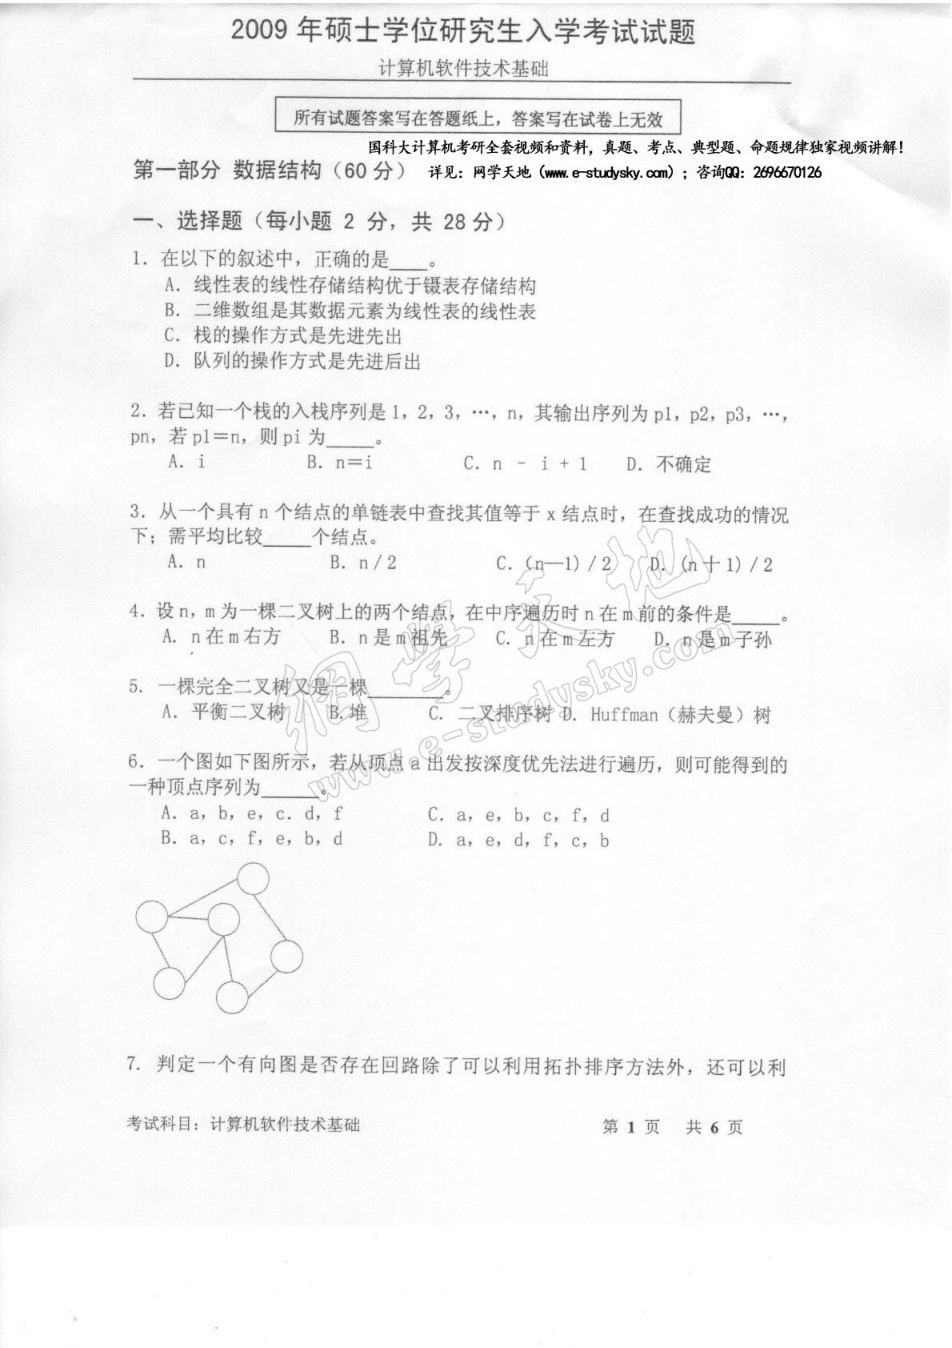 2009 年硕士学位研究生入学考试试题
计算机软件技术基础
所有试题答案写在答题纸上，答案写在试卷上无效
国科大计算机考研全套视频和资料，真题、考点、典型题、命题规律独家视频讲解！
第一部分 数据结构（60 分） 详见：网学天地（www.e-studysky.com）；咨询QQ：2696670126
一、选择题（每小题 2 分，共 28 分）
1. 在以下的叙述中，正确的是____。
A. 线性表的线性存储结构优于镊表存储结构
B. 二维数组是其数据元素为线性表的线性表
C. 栈的操作方式是先进先出
D. 队列的操作方式是先进后出
2. 若已知一个栈的入栈序列是 1，2，3，…，n，其输出序列为 p1，p2，p3，…，
pn，若 p1＝n，则 pi 为_____。
A. i B. n＝i C. n － i + 1 D. 不确定
3. 从一个具有 n 个结点的单链表中查找其值等于 x 结点时，在查找成功的情况
下；需平均比较_____个结点。
A. n B. n / 2 C. (n—1) / 2 D. (n 十 1) / 2
4. 设 n，m 为一棵二叉树上的两个结点，在中序遍历时 n 在 m 前的条件是_____。
A. n 在 m 右方 B. n 是 m 祖先 C. n 在 m 左方 D. n 是 m 子孙
5. 一棵完全二叉树又是一棵________。
A. 平衡二叉树 B. 堆 C. 二叉排序树 D. Huffman（赫夫曼）树
6. 一个图如下图所示，若从顶点 a 出发按深度优先法进行遍历，则可能得到的
一种顶点序列为______。
A. a，b，e，c. d，f C. a，e，b，c，f，d
B. a，c，f，e，b，d D. a，e，d，f，c，b
7. 判定一个有向图是否存在回路除了可以利用拓扑排序方法外，还可以利
考试科目：计算机软件技术基础 第 1 页 共 6 页
網學天地
www.e-studysky.com